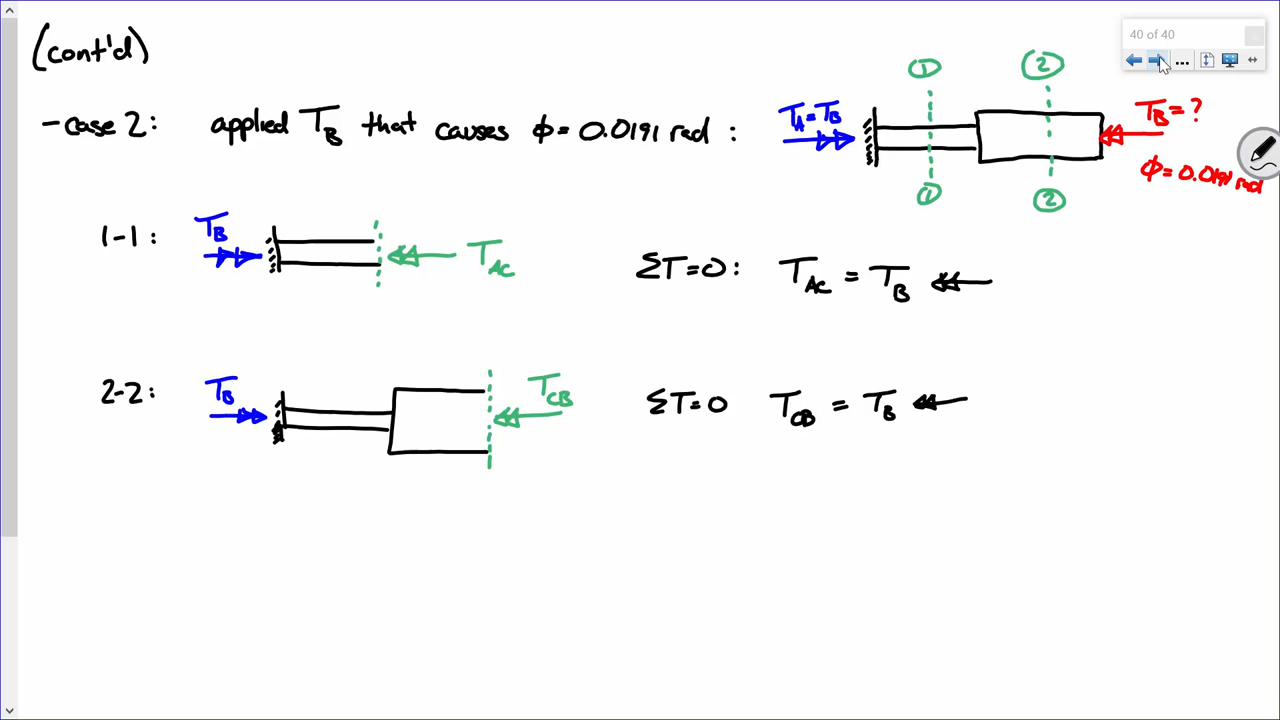 (cont'd)
40 of 40
① ②
-case 2: applied T_B that causes ϕ = 0.0191 rad :
T_A = T_B
T_B = ?
ϕ = 0.0191 rad
① ②
1-1: T_B T_AC ΣT=0: T_AC = T_B
2-2: T_B T_CB ΣT=0 T_CB = T_B